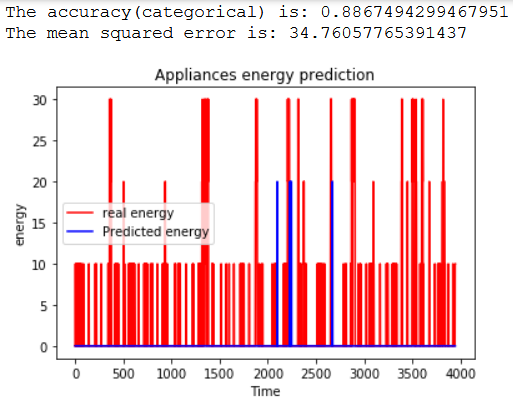 The accuracy(categorical) is: 0.8867494299467951
The mean squared error is: 34.76057765391437
Appliances energy prediction
30
25
20
15
10
5
0
energy
real energy
Predicted energy
0 500 1000 1500 2000 2500 3000 3500 4000
Time